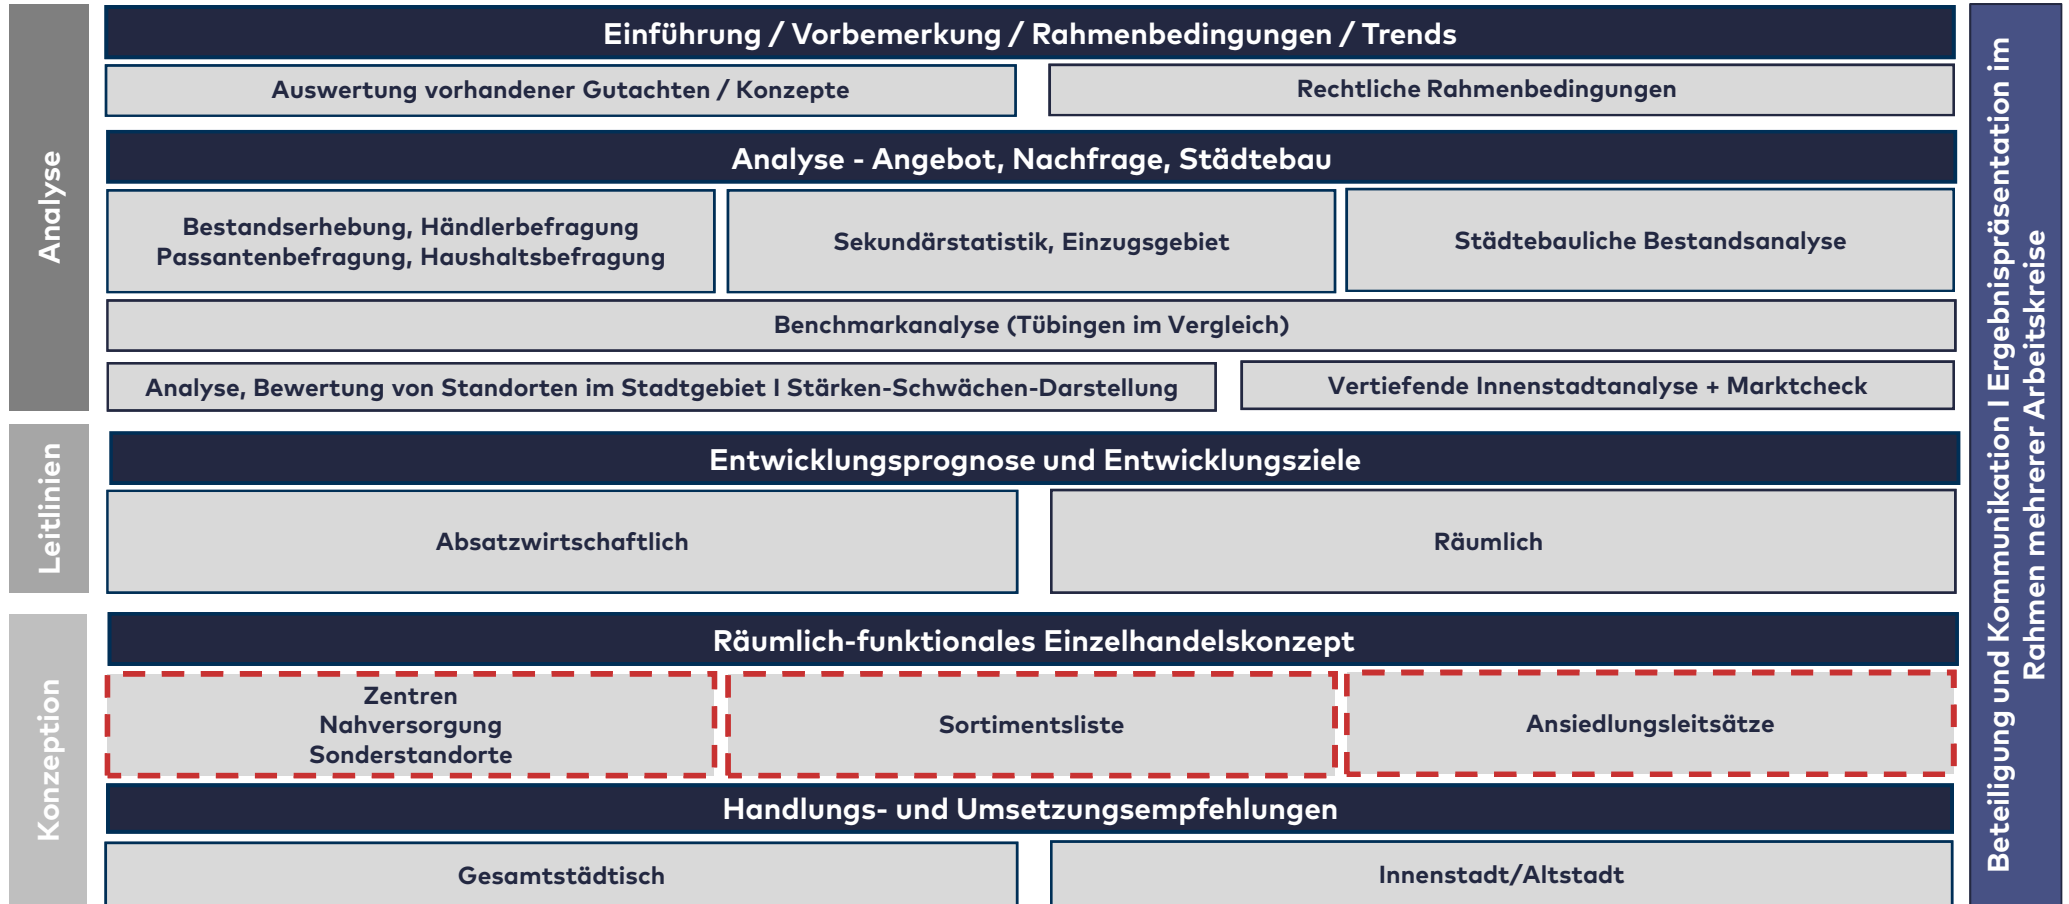 Analyse
Einführung / Vorbemerkung / Rahmenbedingungen / Trends
Auswertung vorhandener Gutachten / Konzepte
Rechtliche Rahmenbedingungen
Analyse - Angebot, Nachfrage, Städtebau
Bestandserhebung, Händlerbefragung
Passantenbefragung, Haushaltsbefragung
Sekundärstatistik, Einzugsgebiet
Städtebauliche Bestandsanalyse
Benchmarkanalyse (Tübingen im Vergleich)
Analyse, Bewertung von Standorten im Stadtgebiet I Stärken-Schwächen-Darstellung
Vertiefende Innenstadtanalyse + Marktcheck
Leitlinien
Entwicklungsprognose und Entwicklungsziele
Absatzwirtschaftlich
Räumlich
Konzeption
Räumlich-funktionales Einzelhandelskonzept
Zentren
Nahversorgung
Sonderstandorte
Sortimentsliste
Ansiedlungsleitsätze
Handlungs- und Umsetzungsempfehlungen
Gesamtstädtisch
Innenstadt/Altstadt
Beteiligung und Kommunikation I Ergebnispräsentation im
Rahmen mehrerer Arbeitskreise